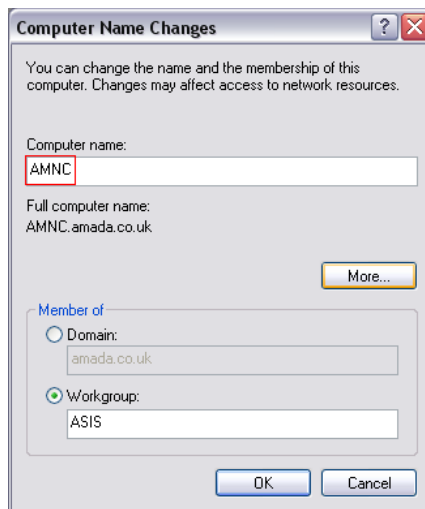 Computer Name Changes
You can change the name and the membership of this
computer. Changes may affect access to network resources.
Computer name:
AMNC
Full computer name:
AMNC.amada.co.uk
More...
Member of
Domain:
amada.co.uk
Workgroup:
ASIS
OK Cancel